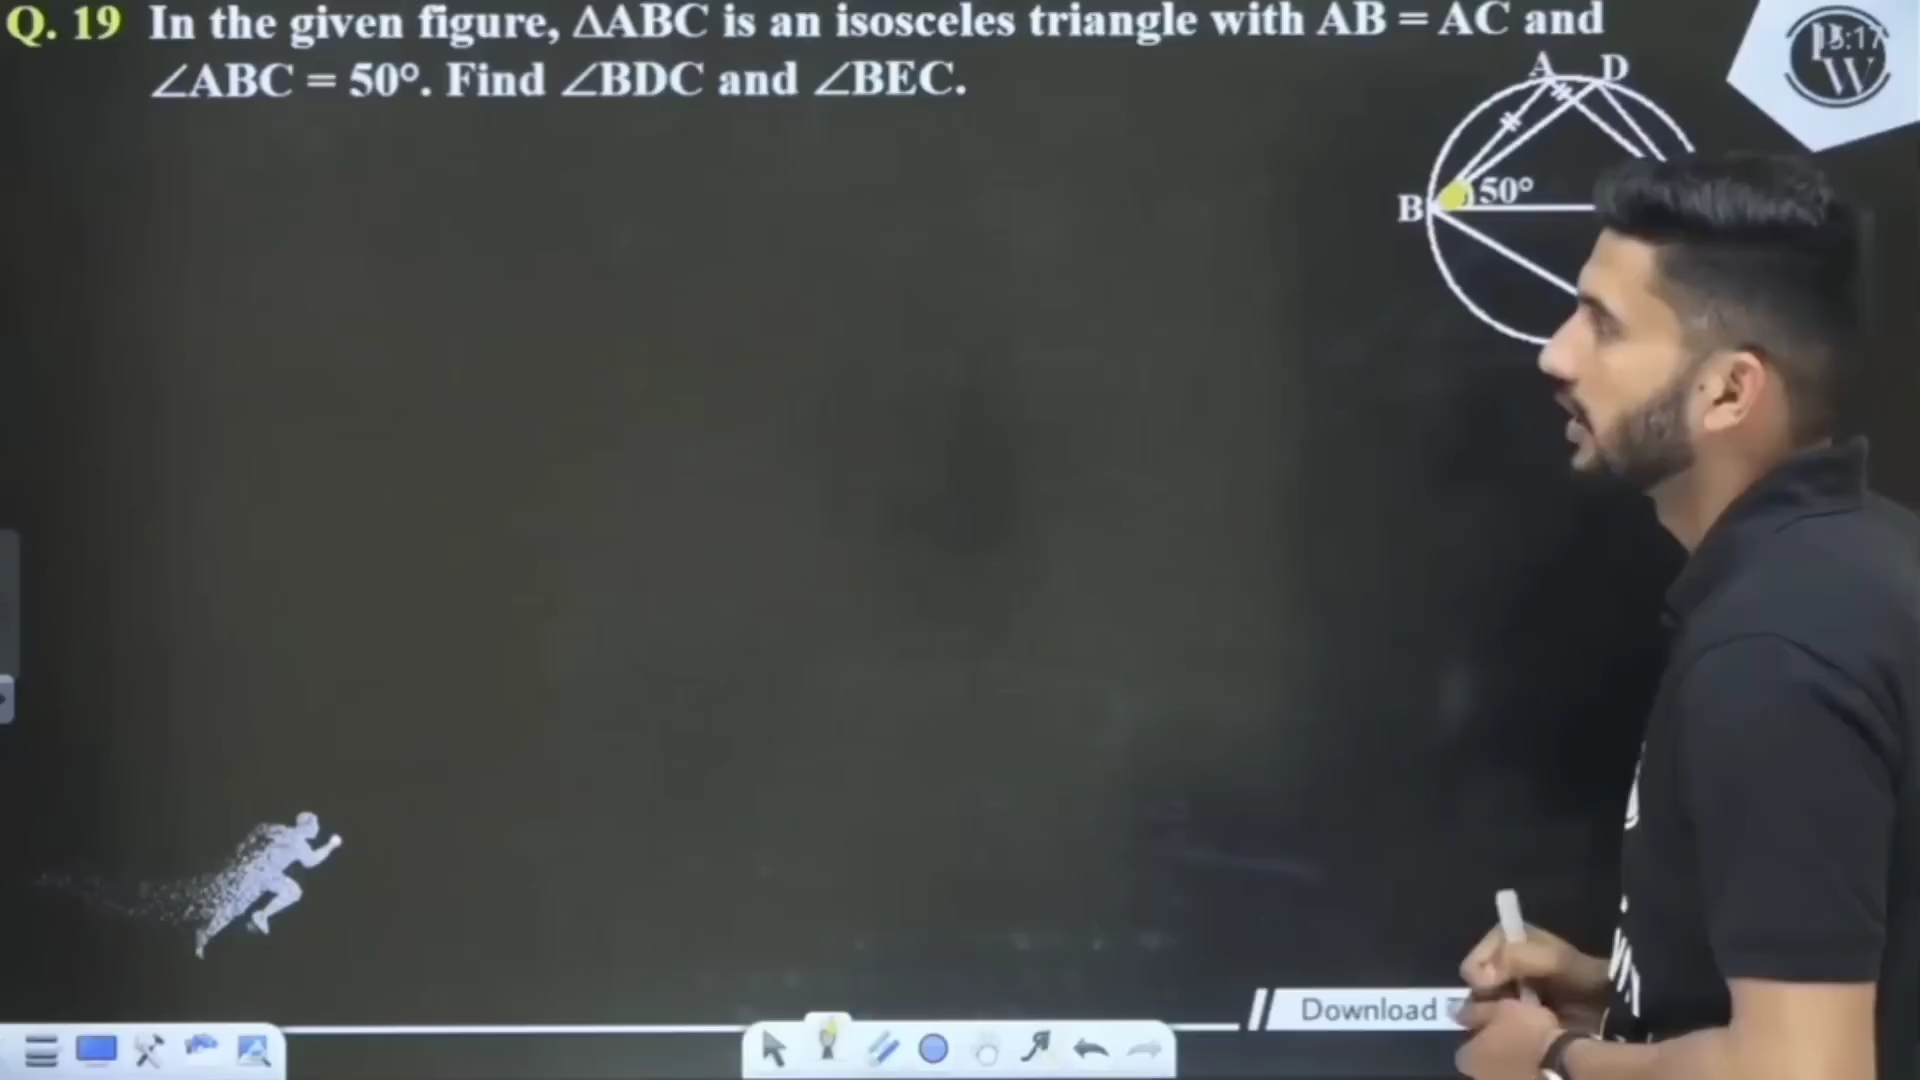 Q. 19 In the given figure, ΔABC is an isosceles triangle with AB = AC and
∠ABC = 50°. Find ∠BDC and ∠BEC.
A D
B 50°
W
Download